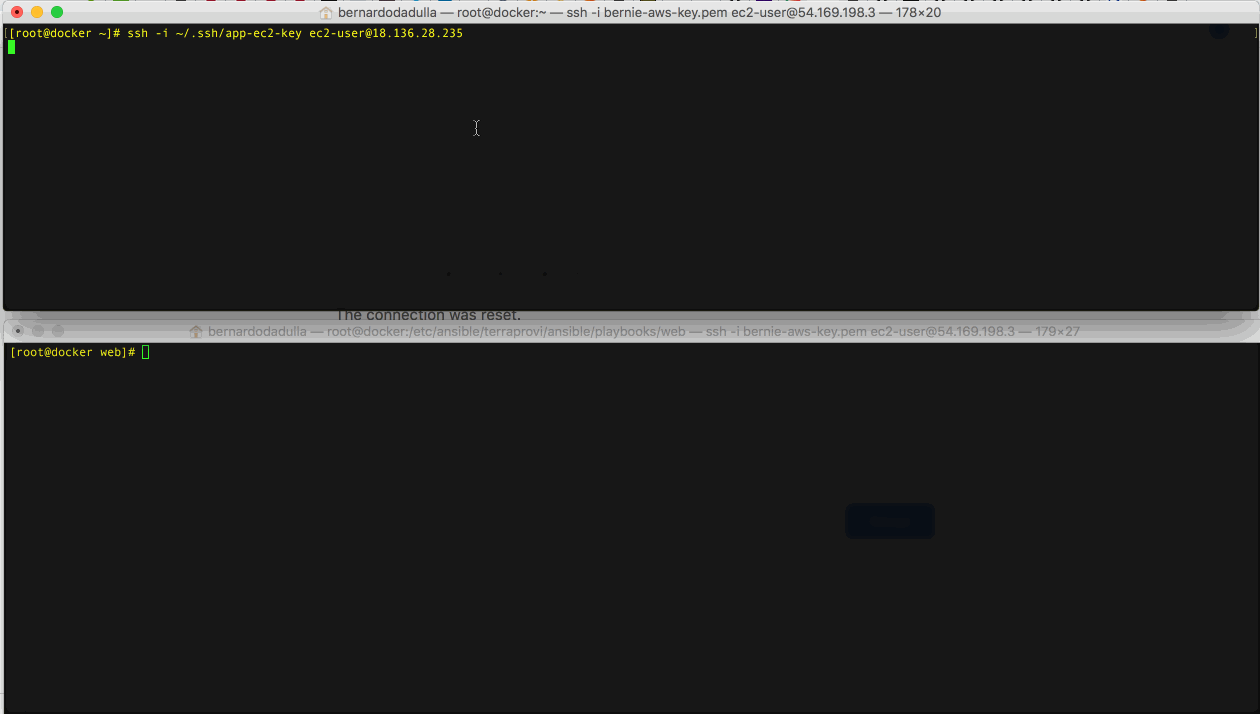 bernardodadulla — root@docker:~ — ssh -i bernie-aws-key.pem ec2-user@54.169.198.3 — 178×20
[[root@docker ~]# ssh -i ~/.ssh/app-ec2-key ec2-user@18.136.28.235 ]
The connection was reset.
bernardodadulla — root@docker:/etc/ansible/terraprovi/ansible/playbooks/web — ssh -i bernie-aws-key.pem ec2-user@54.169.198.3 — 179×27
[root@docker web]#